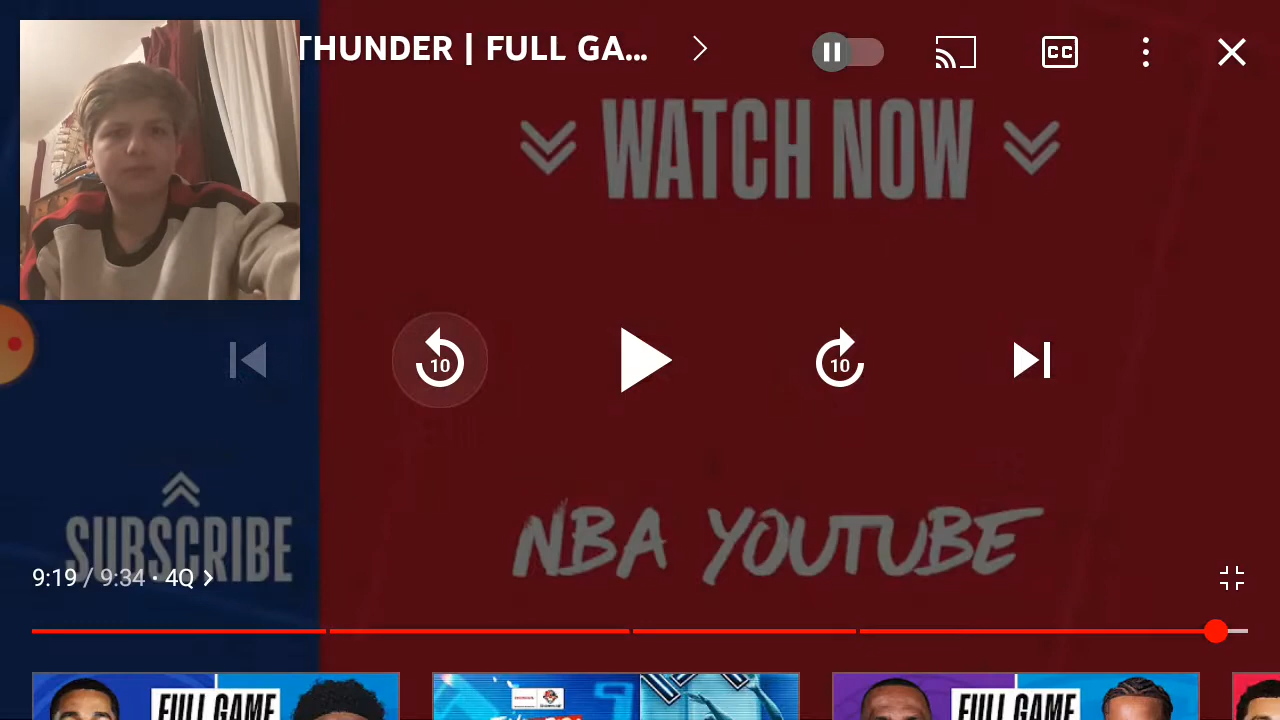 THUNDER | FULL GA...
CC
WATCH NOW
10
10
SUBSCRIBE
NBA YOUTUBE
9:19 / 9:34 • 4Q
FULL GAME
FULL GAME